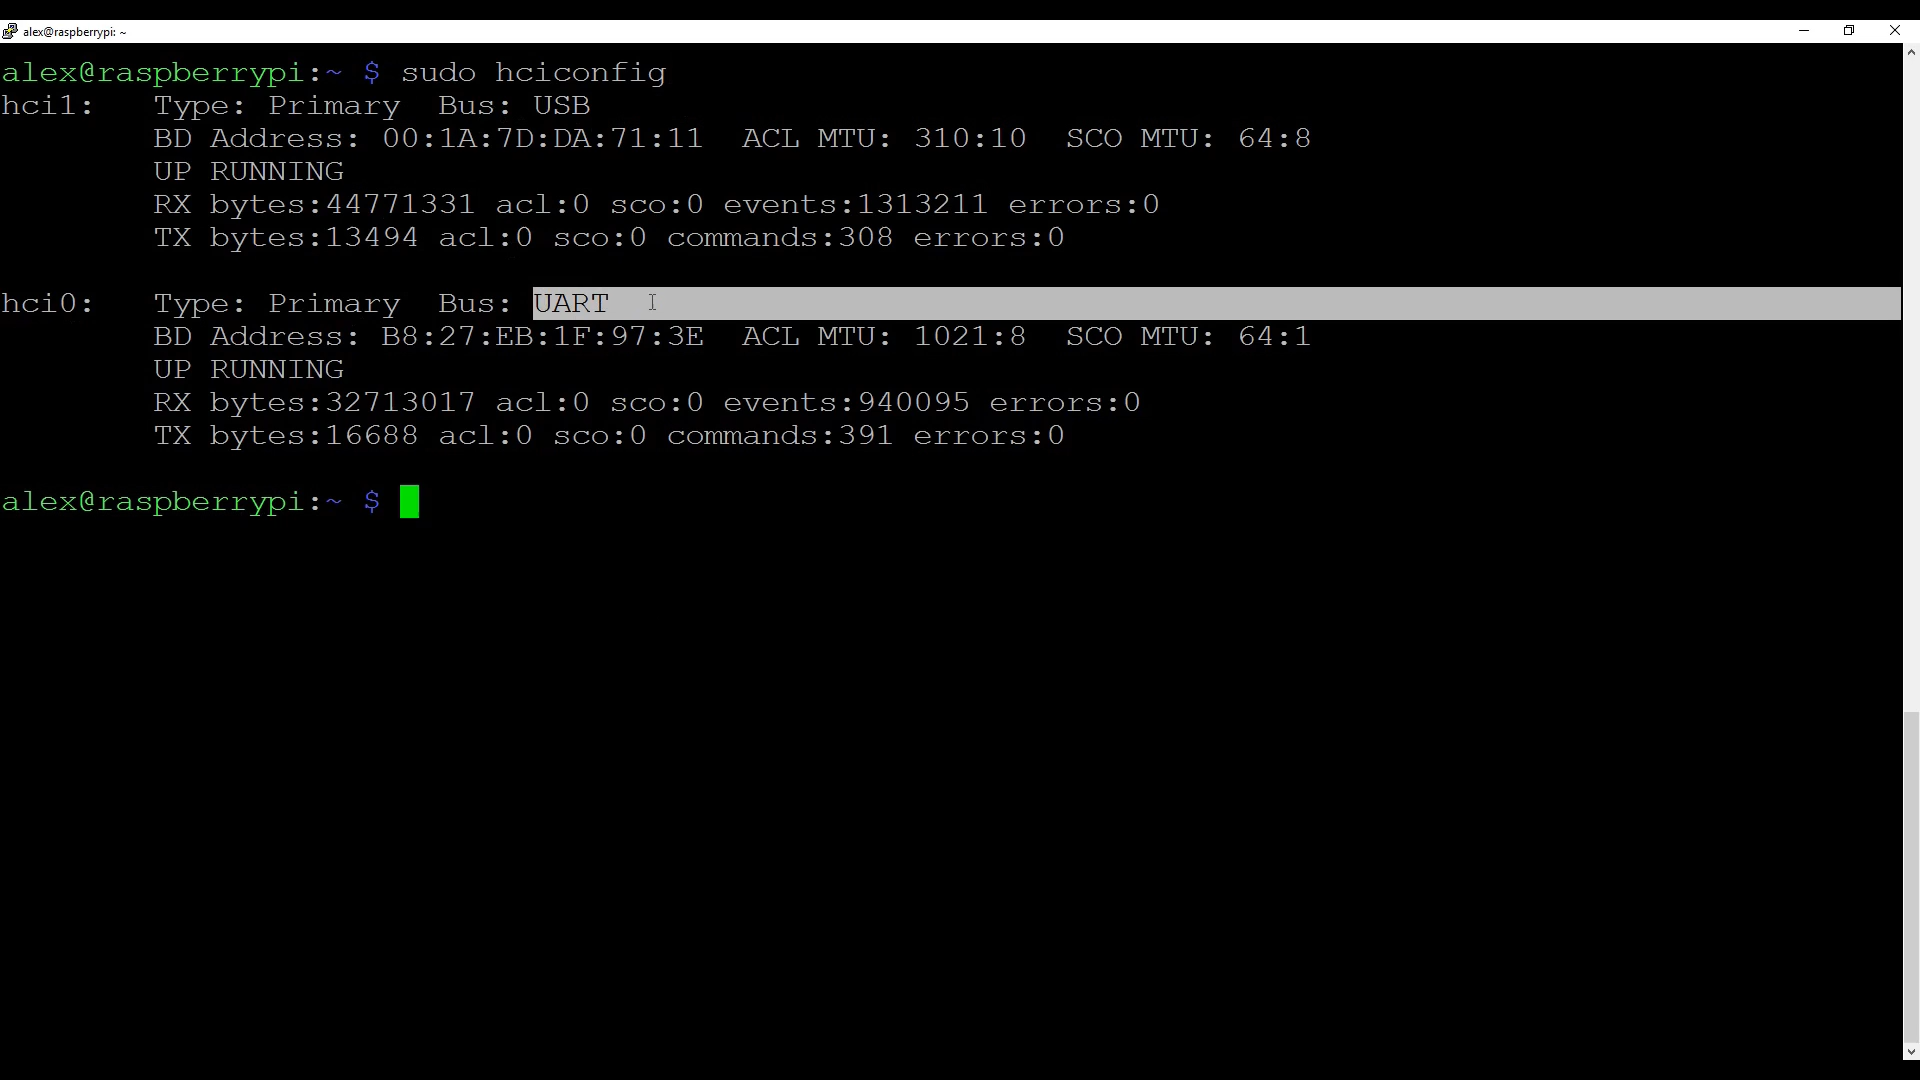 alex@raspberrypi: ~
alex@raspberrypi:~ $ sudo hciconfig
hci1:   Type: Primary  Bus: USB
        BD Address: 00:1A:7D:DA:71:11  ACL MTU: 310:10  SCO MTU: 64:8
        UP RUNNING
        RX bytes:44771331 acl:0 sco:0 events:1313211 errors:0
        TX bytes:13494 acl:0 sco:0 commands:308 errors:0
hci0:   Type: Primary  Bus: UART
        BD Address: B8:27:EB:1F:97:3E  ACL MTU: 1021:8  SCO MTU: 64:1
        UP RUNNING
        RX bytes:32713017 acl:0 sco:0 events:940095 errors:0
        TX bytes:16688 acl:0 sco:0 commands:391 errors:0
alex@raspberrypi:~ $